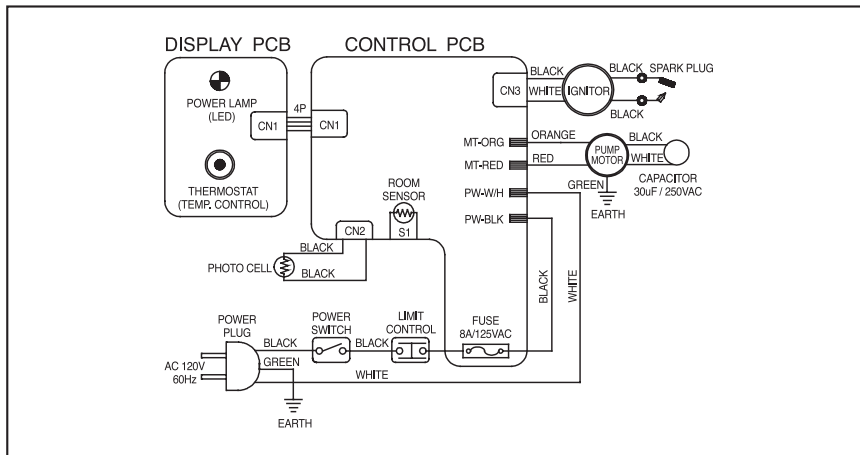 DISPLAY PCB
CONTROL PCB
POWER LAMP
(LED)
CN1
4P
CN1
THERMOSTAT
(TEMP. CONTROL)
CN3
BLACK
WHITE
IGNITOR
BLACK
SPARK PLUG
BLACK
MT-ORG
ORANGE
MT-RED
RED
PUMP
MOTOR
BLACK
WHITE
CAPACITOR
30uF / 250VAC
GREEN
EARTH
PW-W/H
PW-BLK
ROOM
SENSOR
S1
CN2
BLACK
BLACK
PHOTO CELL
BLACK
WHITE
POWER
PLUG
AC 120V
60Hz
BLACK
GREEN
WHITE
EARTH
POWER
SWITCH
BLACK
LIMIT
CONTROL
FUSE
8A/125VAC